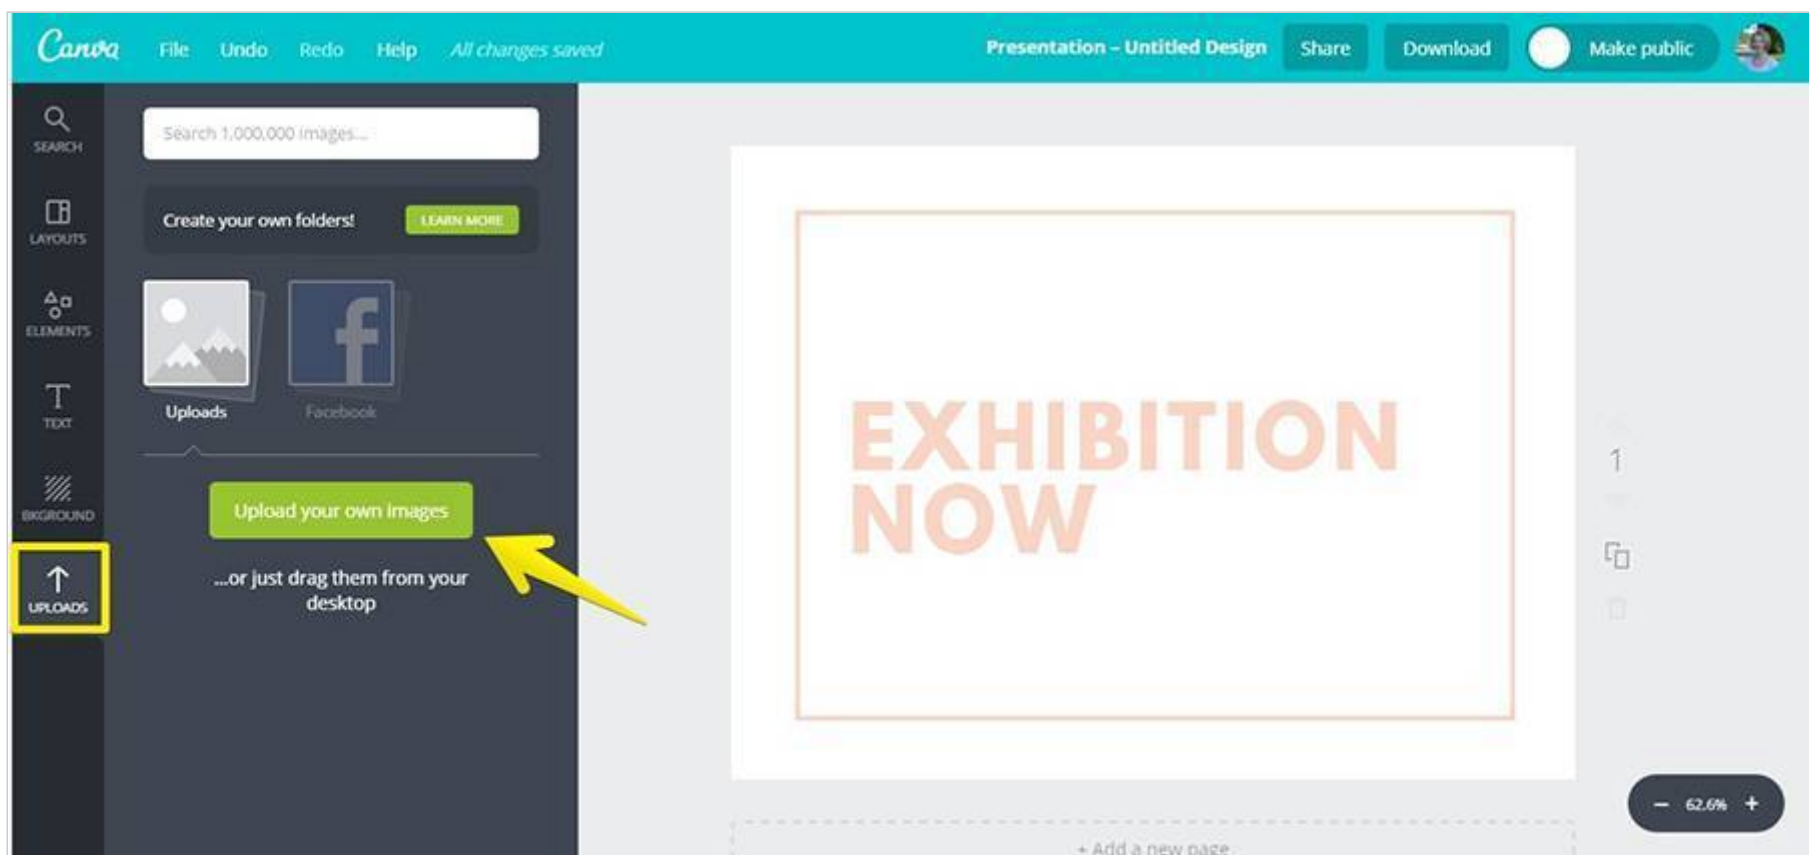 Canva File Undo Redo Help All changes saved Presentation – Untitled Design Share Download Make public
SEARCH
LAYOUTS
ELEMENTS
TEXT
BKGROUND
UPLOADS
Search 1,000,000 images...
Create your own folders! LEARN MORE
Uploads Facebook
Upload your own images
...or just drag them from your
desktop
EXHIBITION
NOW
1
+ Add a new page
− 62.6% +